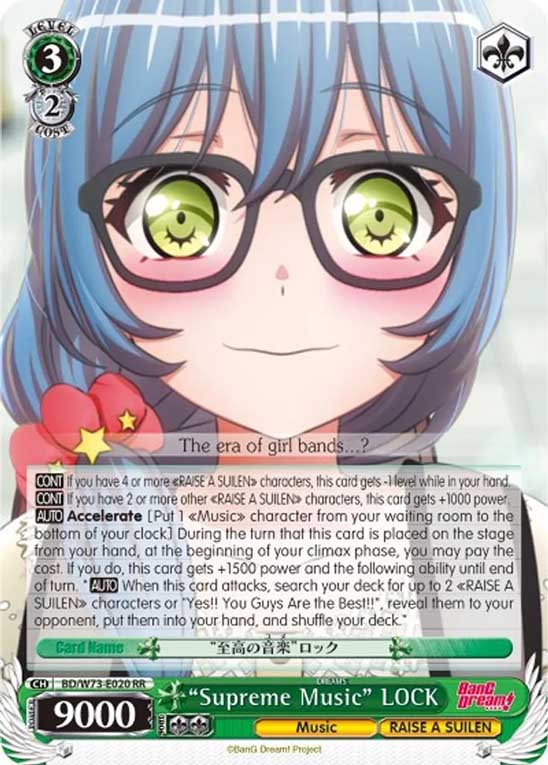 LEVEL
3
2
COST
The era of girl bands...?
CONT If you have 4 or more «RAISE A SUILEN» characters, this card gets -1 level while in your hand.
CONT If you have 2 or more other «RAISE A SUILEN» characters, this card gets +1000 power.
AUTO Accelerate [Put 1 «Music» character from your waiting room to the
bottom of your clock] During the turn that this card is placed on the stage
from your hand, at the beginning of your climax phase, you may pay the
cost. If you do, this card gets +1500 power and the following ability until end
of turn. "AUTO When this card attacks, search your deck for up to 2 «RAISE A
SUILEN» characters or "Yes!! You Guys Are the Best!!", reveal them to your
opponent, put them into your hand, and shuffle your deck."
Card Name
“至高の音楽”ロック
CH BD/W73-E020 RR
DREAMS
“Supreme Music” LOCK
BanG Dream!
POWER
9000
SOUL
Music
RAISE A SUILEN
©BanG Dream! Project